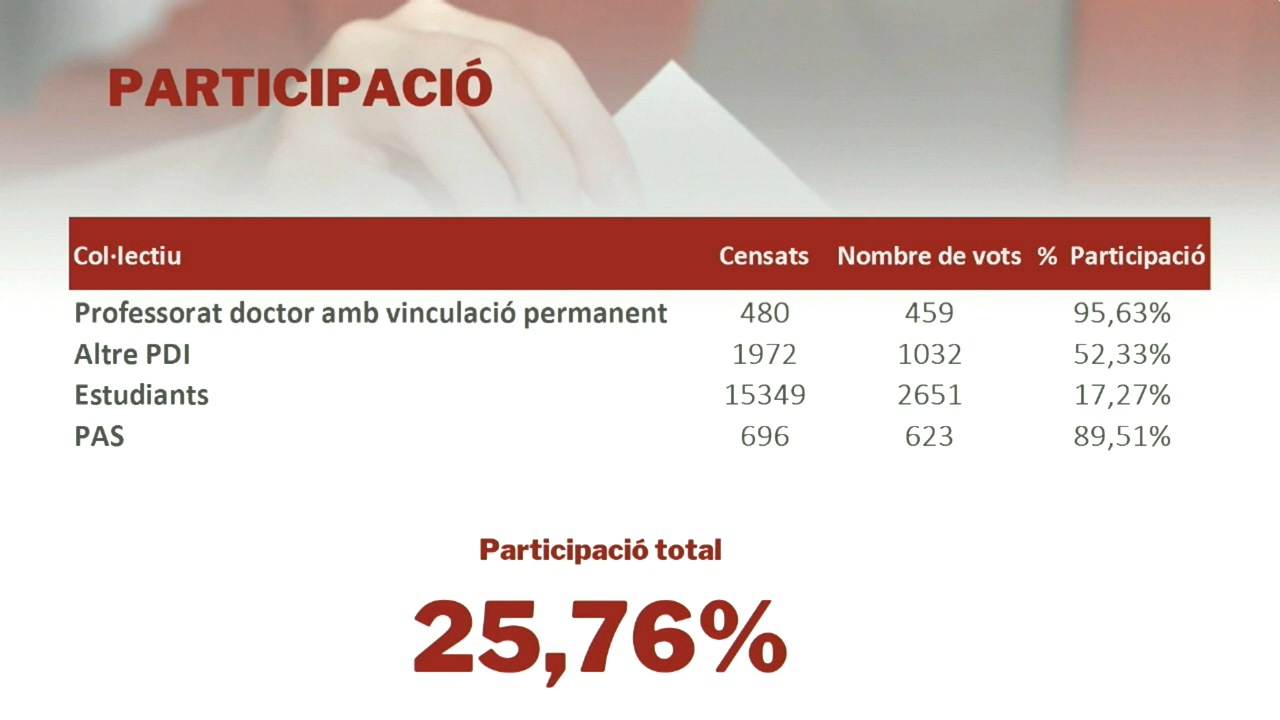 PARTICIPACIÓ
Col·lectiu Censats Nombre de vots % Participació
Professorat doctor amb vinculació permanent 480 459 95,63%
Altre PDI 1972 1032 52,33%
Estudiants 15349 2651 17,27%
PAS 696 623 89,51%
Participació total
25,76%